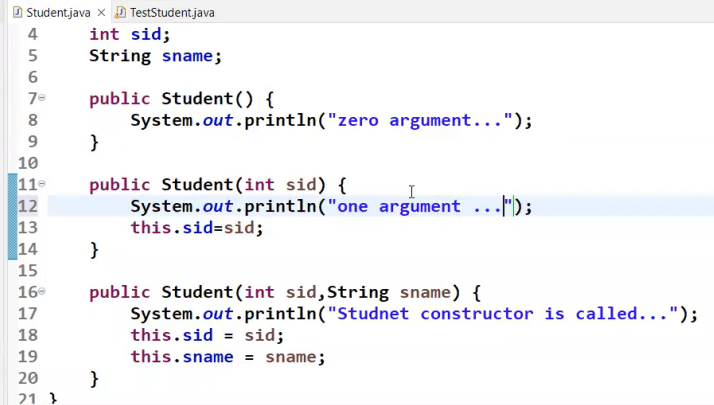 Student.java TestStudent.java
4 int sid;
5 String sname;
6
7 public Student() {
8 System.out.println("zero argument...");
9 }
10
11 public Student(int sid) {
12 System.out.println("one argument ...");
13 this.sid=sid;
14 }
15
16 public Student(int sid,String sname) {
17 System.out.println("Studnet constructor is called...");
18 this.sid = sid;
19 this.sname = sname;
20 }
21 }